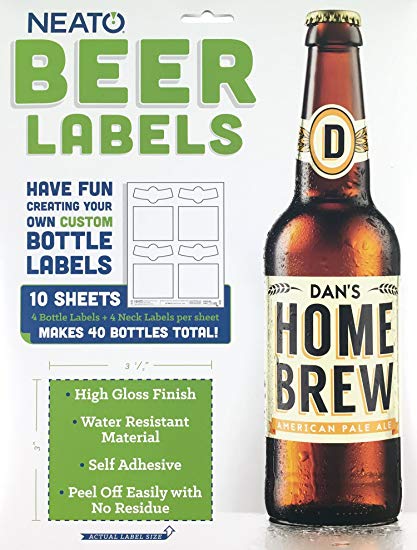 NEATO!
BEER
LABELS
HAVE FUN
CREATING YOUR
OWN CUSTOM
BOTTLE
LABELS
10 SHEETS
4 Bottle Labels + 4 Neck Labels per sheet
MAKES 40 BOTTLES TOTAL!
3 ½"
3"
• High Gloss Finish
• Water Resistant
Material
• Self Adhesive
• Peel Off Easily with
No Residue
ACTUAL LABEL SIZE
D
DAN'S
HOME
BREW
AMERICAN PALE ALE